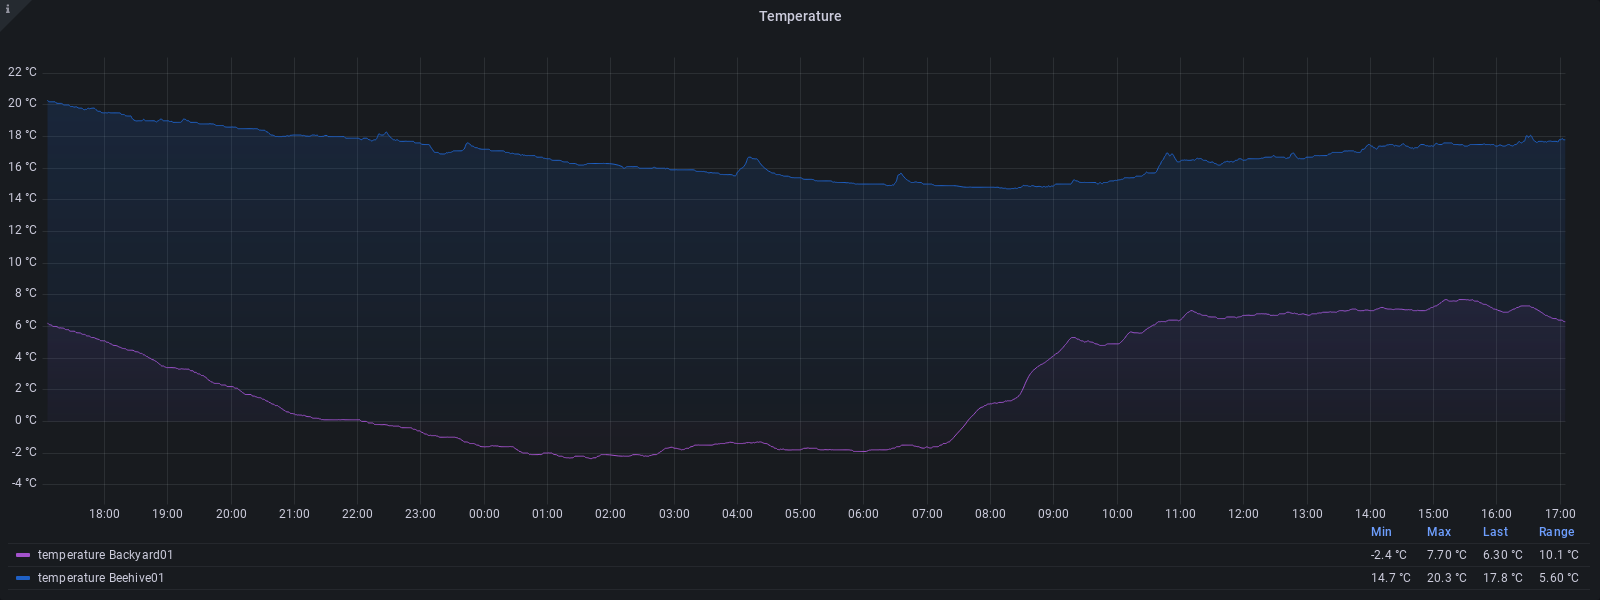 i
Temperature
22 °C
20 °C
18 °C
16 °C
14 °C
12 °C
10 °C
8 °C
6 °C
4 °C
2 °C
0 °C
-2 °C
-4 °C
18:00 19:00 20:00 21:00 22:00 23:00 00:00 01:00 02:00 03:00 04:00 05:00 06:00 07:00 08:00 09:00 10:00 11:00 12:00 13:00 14:00 15:00 16:00 17:00
Min Max Last Range
temperature Backyard01 -2.4 °C 7.70 °C 6.30 °C 10.1 °C
temperature Beehive01 14.7 °C 20.3 °C 17.8 °C 5.60 °C